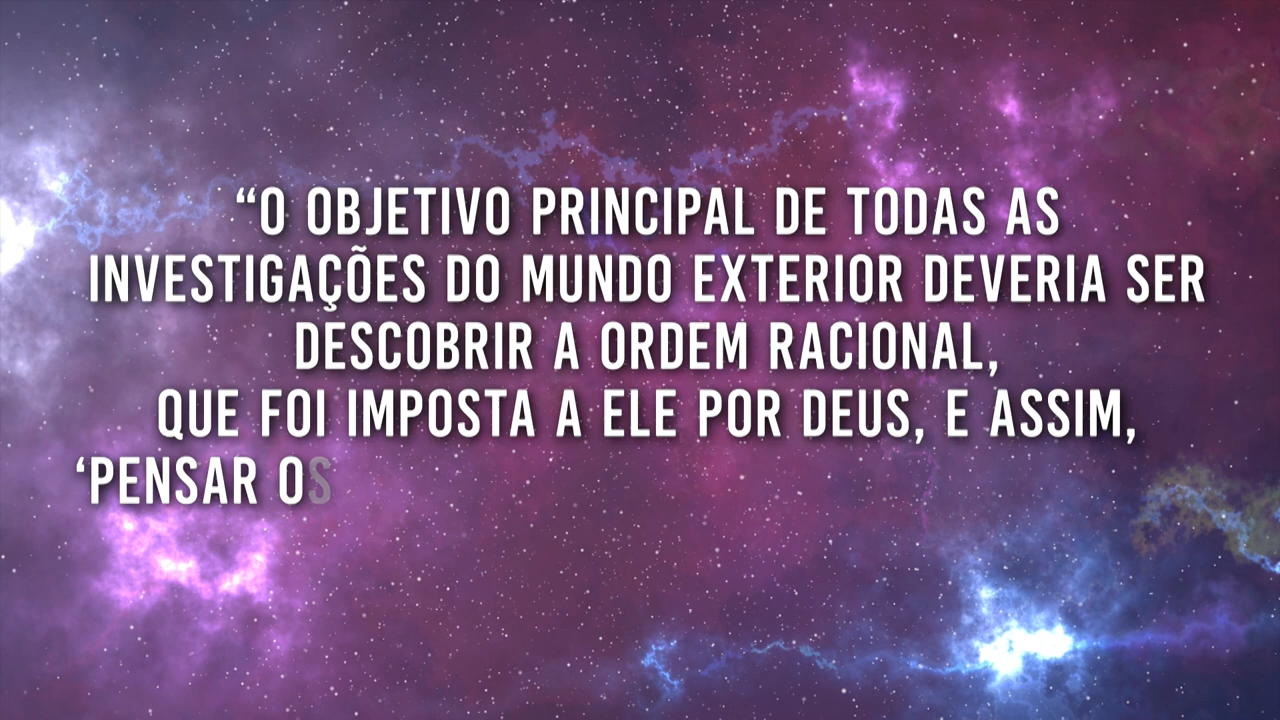 “O OBJETIVO PRINCIPAL DE TODAS AS
INVESTIGAÇÕES DO MUNDO EXTERIOR DEVERIA SER
DESCOBRIR A ORDEM RACIONAL,
QUE FOI IMPOSTA A ELE POR DEUS, E ASSIM,
‘PENSAR OS